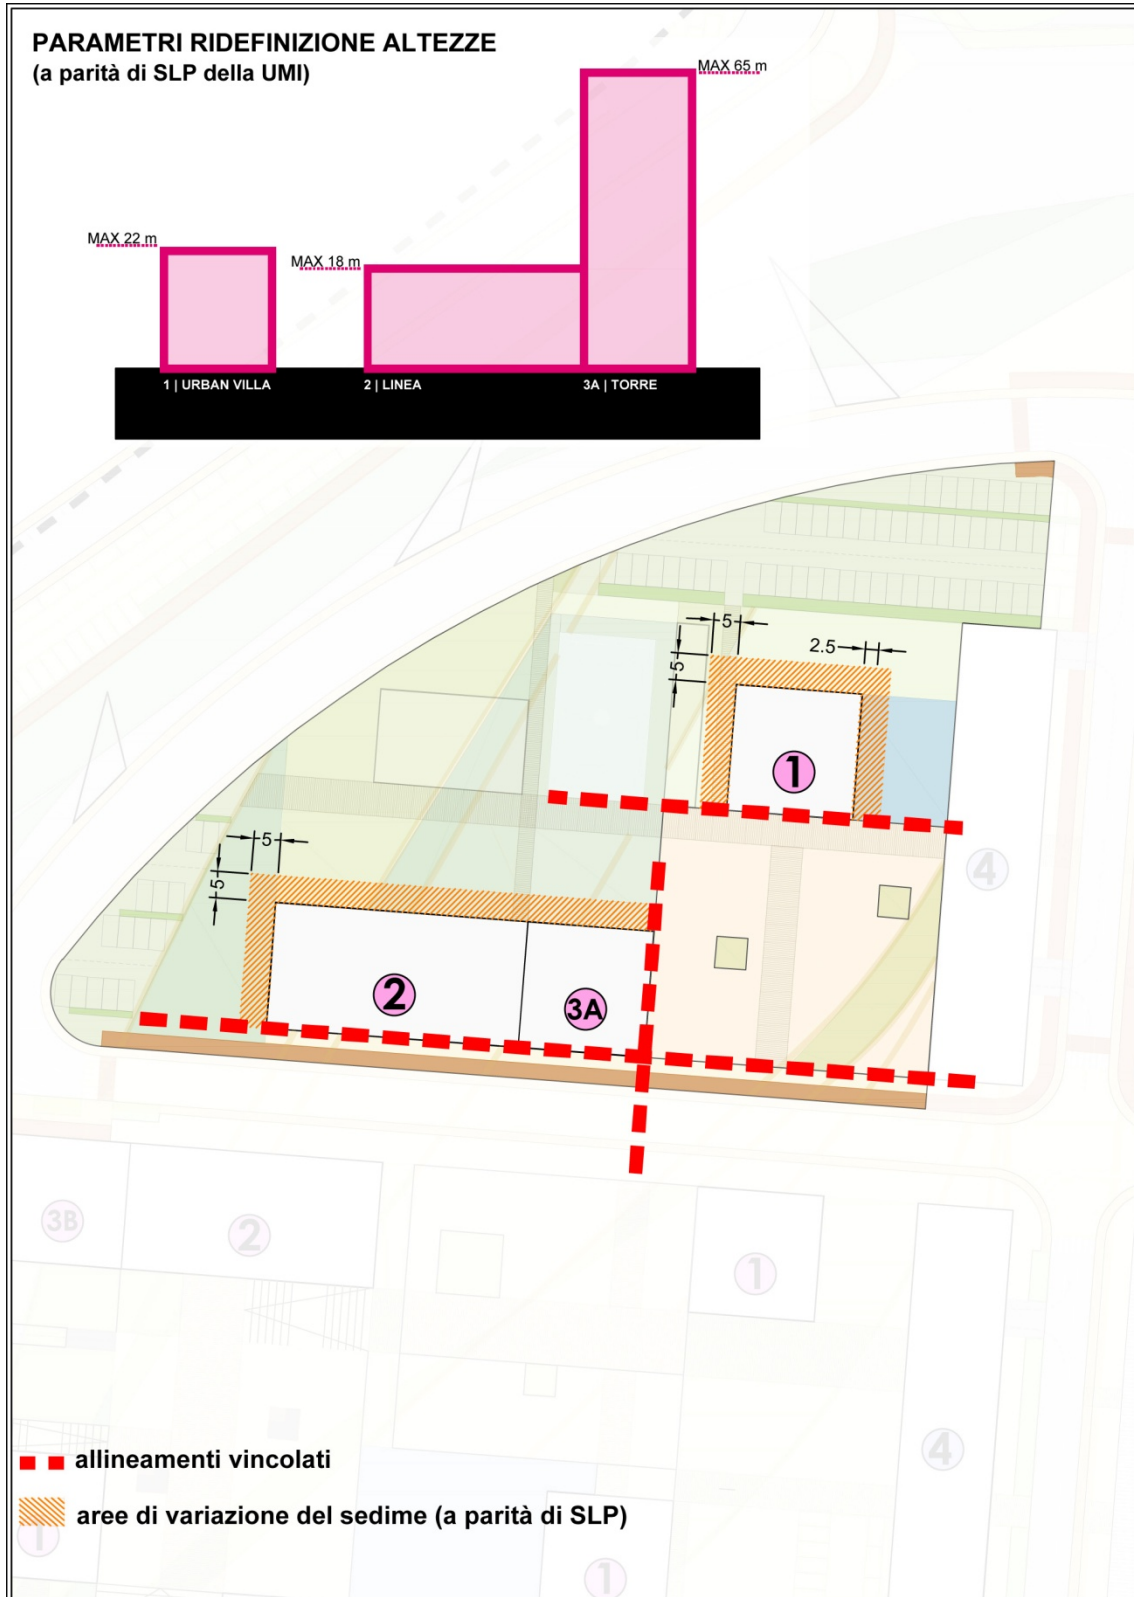 PARAMETRI RIDEFINIZIONE ALTEZZE
(a parità di SLP della UMI)
MAX 65 m
MAX 22 m
MAX 18 m
1 | URBAN VILLA
2 | LINEA
3A | TORRE
5
2.5
5
1
4
5
5
2
3A
3B
2
1
4
allineamenti vincolati
aree di variazione del sedime (a parità di SLP)
1
1